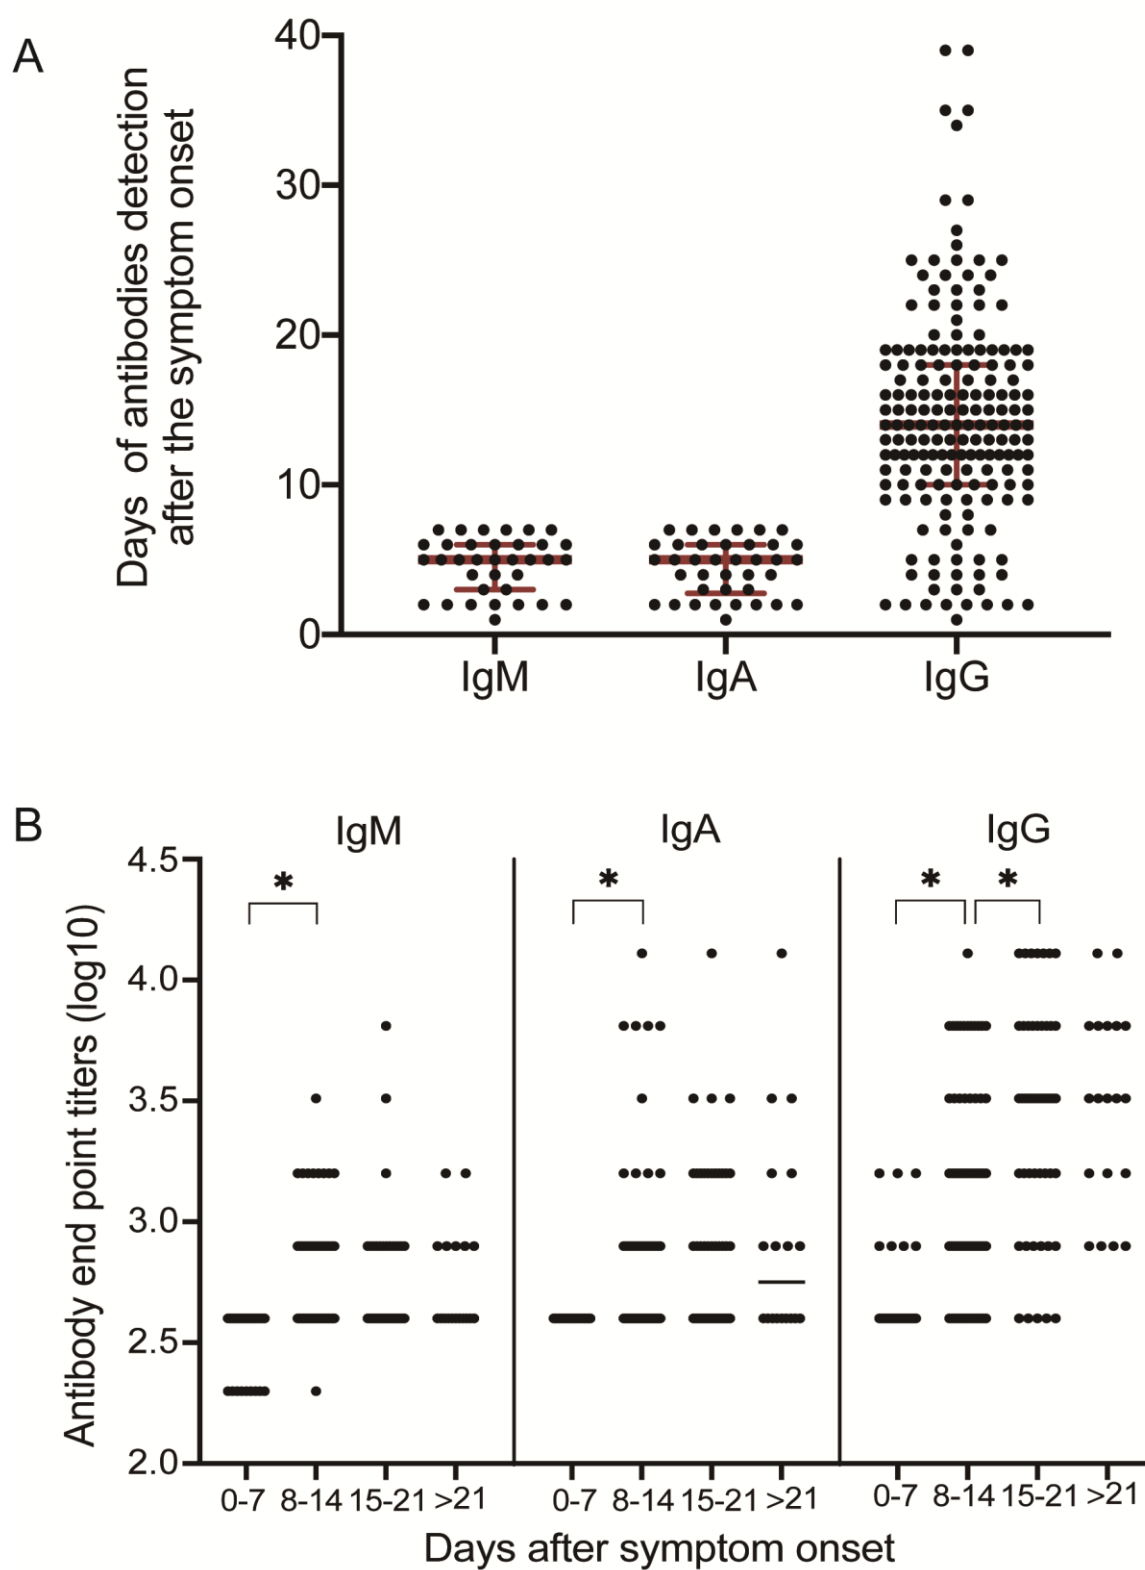 A
Days of antibodies detection
after the symptom onset
40
30
20
10
0
IgM IgA IgG
B
IgM IgA IgG
Antibody end point titers (log10)
4.5
* * * *
4.0
3.5
3.0
2.5
2.0
0-7 8-14 15-21 >21 0-7 8-14 15-21 >21 0-7 8-14 15-21 >21
Days after symptom onset